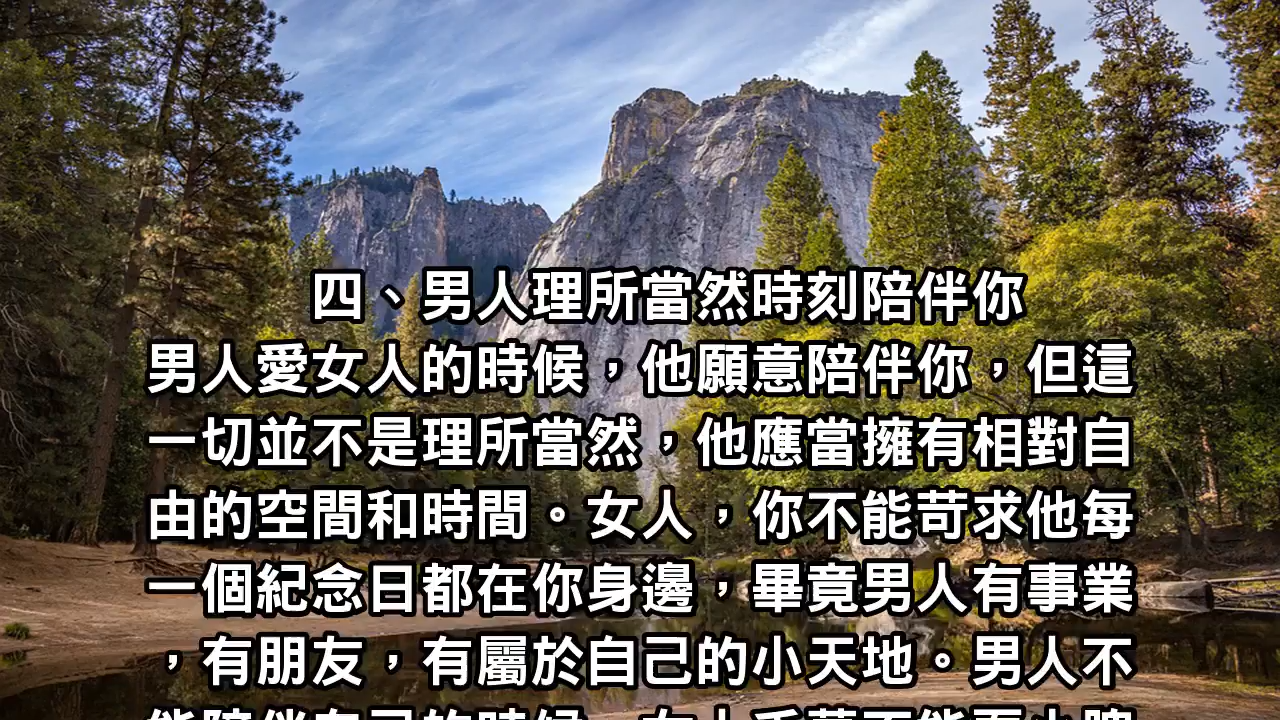 四、男人理所當然時刻陪伴你
男人愛女人的時候，他願意陪伴你，但這
一切並不是理所當然，他應當擁有相對自
由的空間和時間。女人，你不能苛求他每
一個紀念日都在你身邊，畢竟男人有事業
，有朋友，有屬於自己的小天地。男人不